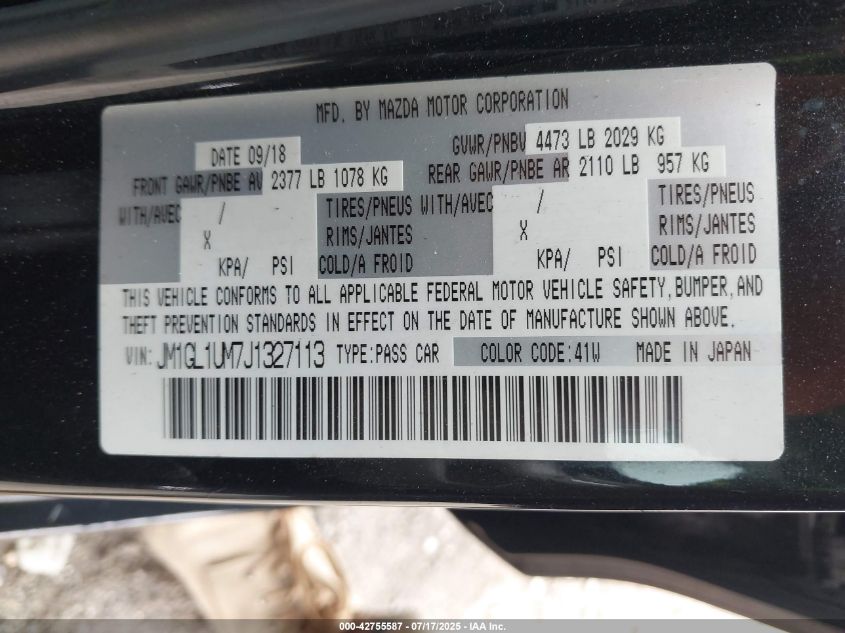 MFD. BY MAZDA MOTOR CORPORATION
DATE 09/18 GVWR/PNBV 4473 LB 2029 KG
FRONT GAWR/PNBE AV 2377 LB 1078 KG REAR GAWR/PNBE AR 2110 LB 957 KG
WITH/AVEC / TIRES/PNEUS WITH/AVEC / TIRES/PNEUS
X RIMS/JANTES X RIMS/JANTES
KPA/ PSI COLD/A FROID KPA/ PSI COLD/A FROID
THIS VEHICLE CONFORMS TO ALL APPLICABLE FEDERAL MOTOR VEHICLE SAFETY, BUMPER, AND
THEFT PREVENTION STANDARDS IN EFFECT ON THE DATE OF MANUFACTURE SHOWN ABOVE.
VIN: JM1GL1UM7J1327113 TYPE:PASS CAR COLOR CODE:41W MADE IN JAPAN
000-42755587 - 07/17/2025 - IAA Inc.